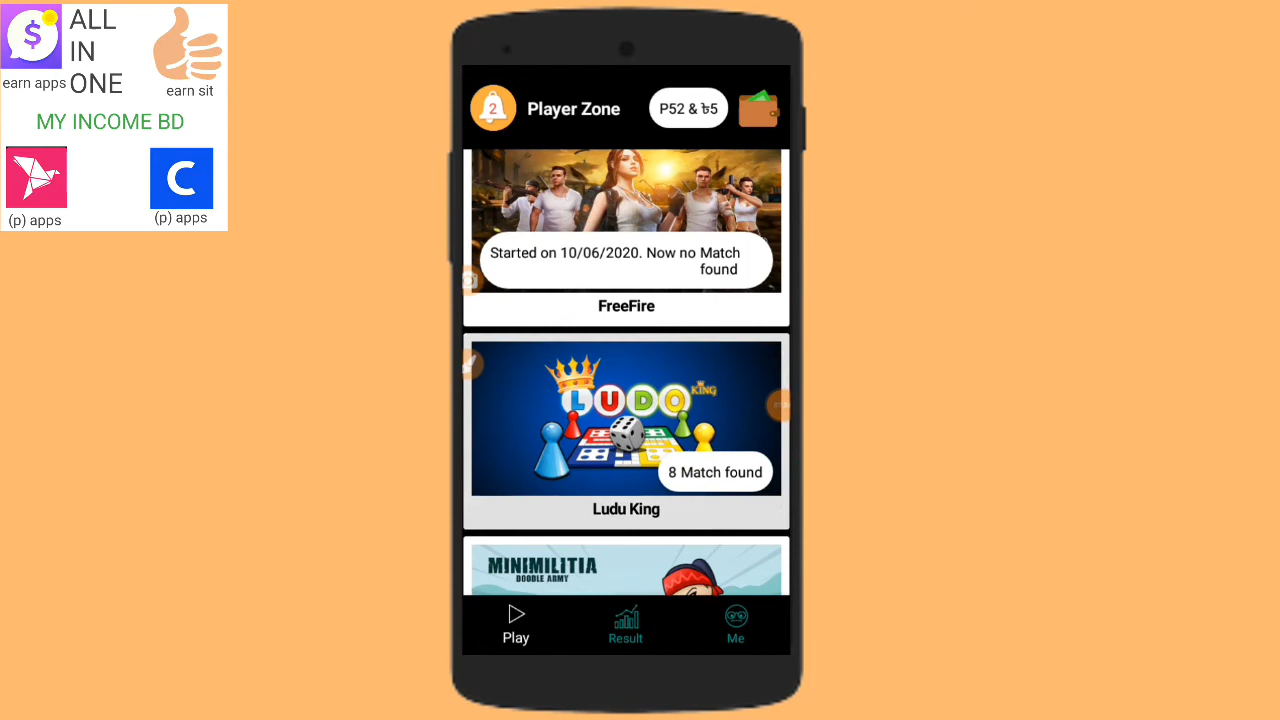 $
ALL
IN
ONE
earn apps
earn sit
MY INCOME BD
(p) apps
(p) apps
2
Player Zone
P52 & ৳5
Started on 10/06/2020. Now no Match
found
FreeFire
LUDO KING
8 Match found
Ludu King
MINIMILITIA
DOODLE ARMY
Play
Result
Me